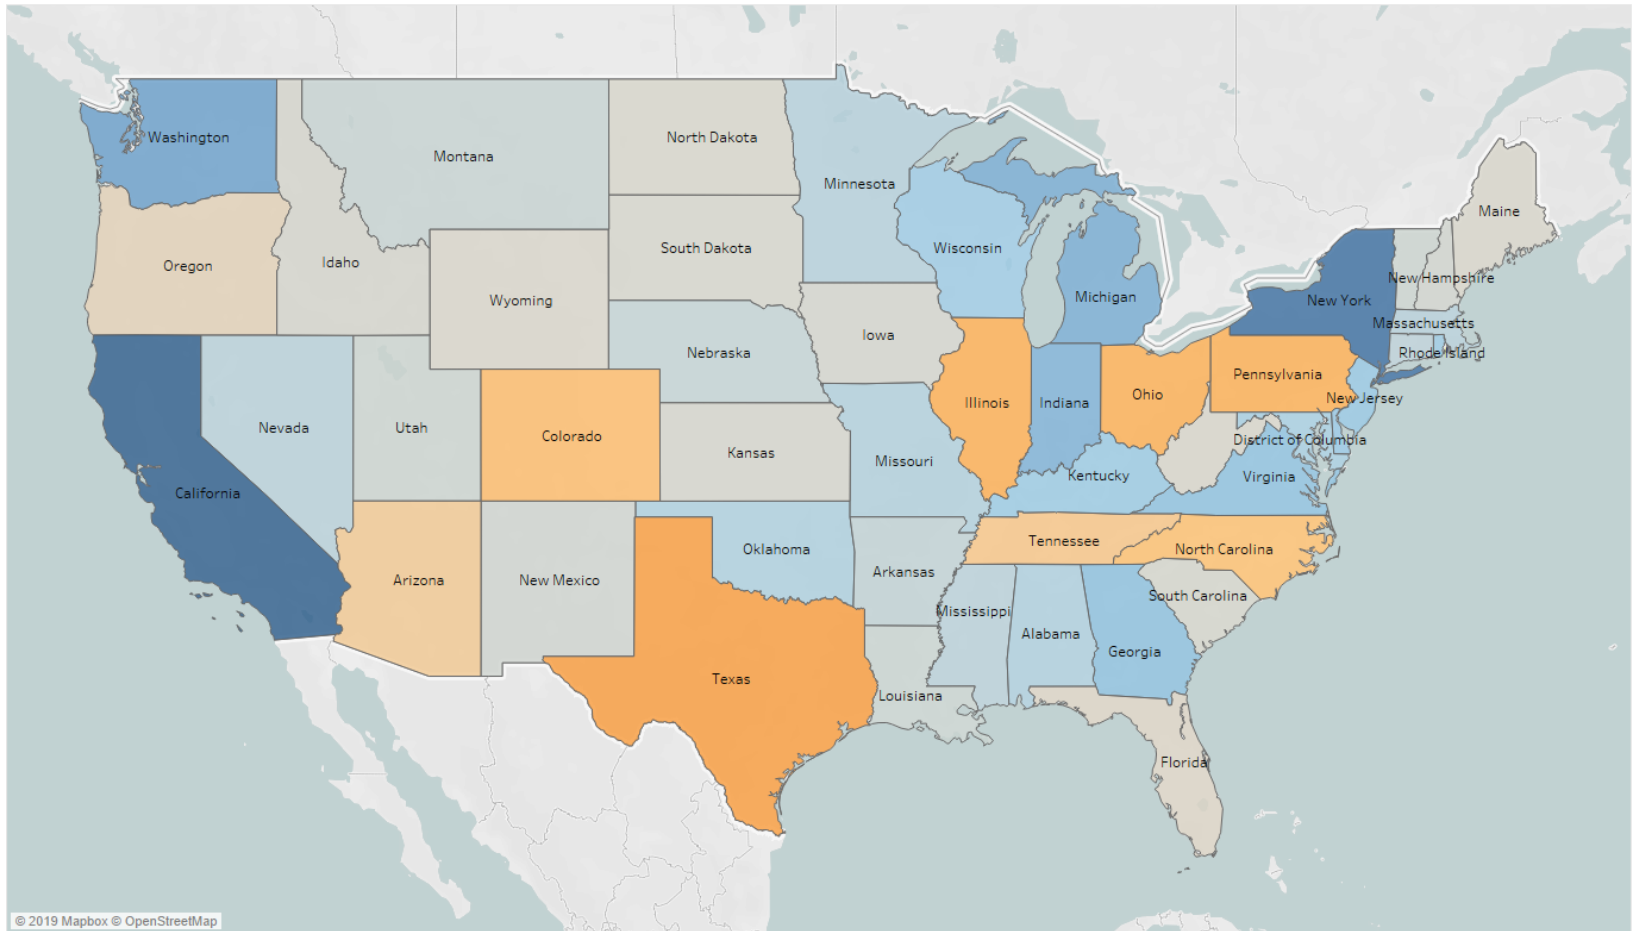 Washington
Montana
North Dakota
Minnesota
Maine
Oregon
Idaho
South Dakota
Wisconsin
Wyoming
Michigan
New Hampshire
New York
Massachusetts
Iowa
Nebraska
Rhode Island
Pennsylvania
Illinois
Indiana
Ohio
New Jersey
Nevada
Utah
Colorado
District of Columbia
Kansas
Missouri
Kentucky
Virginia
California
Oklahoma
Tennessee
North Carolina
Arizona
New Mexico
Arkansas
South Carolina
Mississippi
Alabama
Georgia
Texas
Louisiana
Florida
© 2019 Mapbox © OpenStreetMap